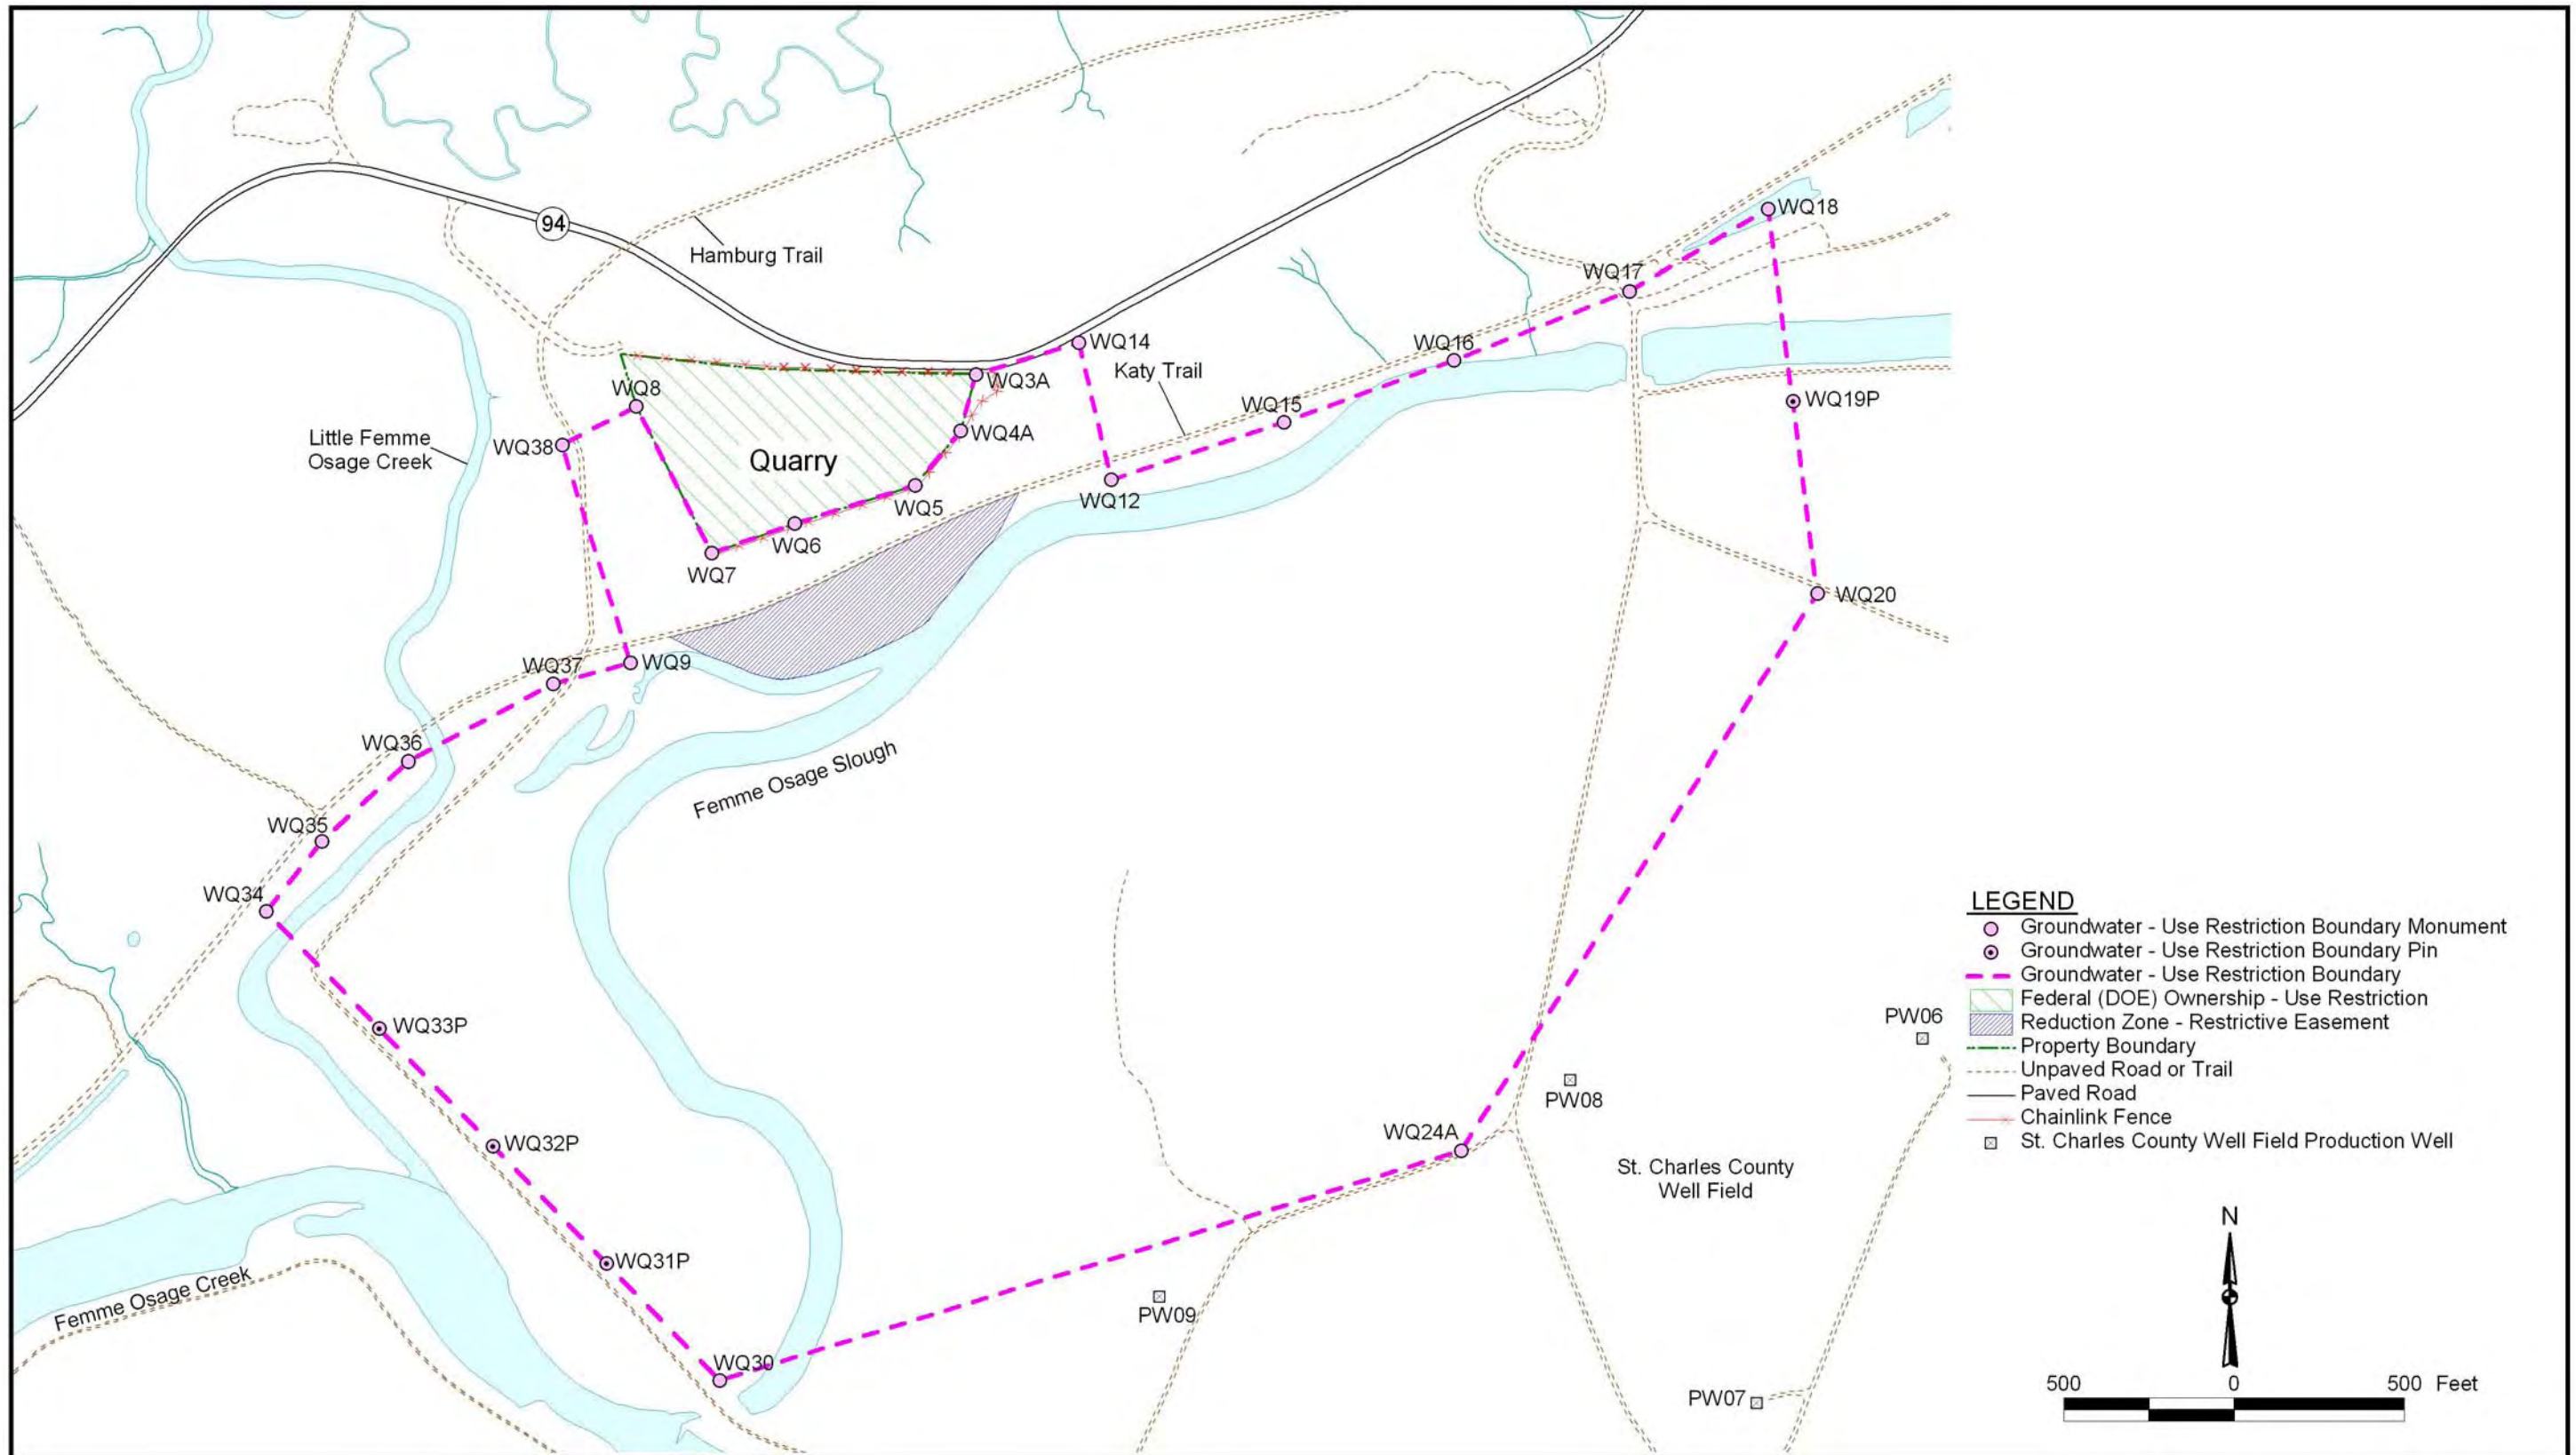 94
Hamburg Trail
WQ18
WQ17
WQ14
WQ16
Katy Trail
WQ3A
WQ8
WQ19P
WQ15
WQ4A
Little Femme
Osage Creek
WQ38
Quarry
WQ12
WQ5
WQ6
WQ7
WQ20
WQ9
WQ37
WQ36
Femme Osage Slough
WQ35
WQ34
LEGEND
Groundwater - Use Restriction Boundary Monument
Groundwater - Use Restriction Boundary Pin
Groundwater - Use Restriction Boundary
Federal (DOE) Ownership - Use Restriction
Reduction Zone - Restrictive Easement
Property Boundary
Unpaved Road or Trail
Paved Road
Chainlink Fence
St. Charles County Well Field Production Well
PW06
WQ33P
PW08
WQ24A
WQ32P
St. Charles County
Well Field
N
WQ31P
Femme Osage Creek
PW09
WQ30
PW07
500 0 500 Feet